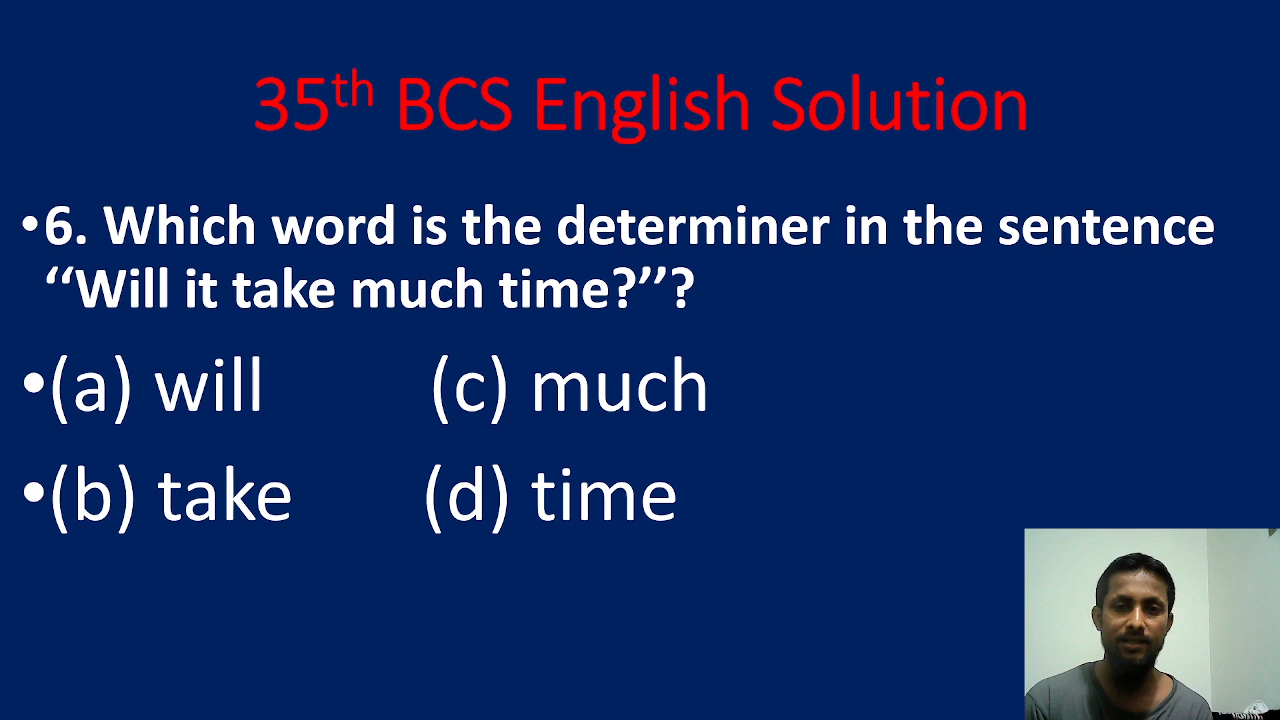 35th BCS English Solution
•6. Which word is the determiner in the sentence
‘‘Will it take much time?’’?
•(a) will (c) much
•(b) take (d) time